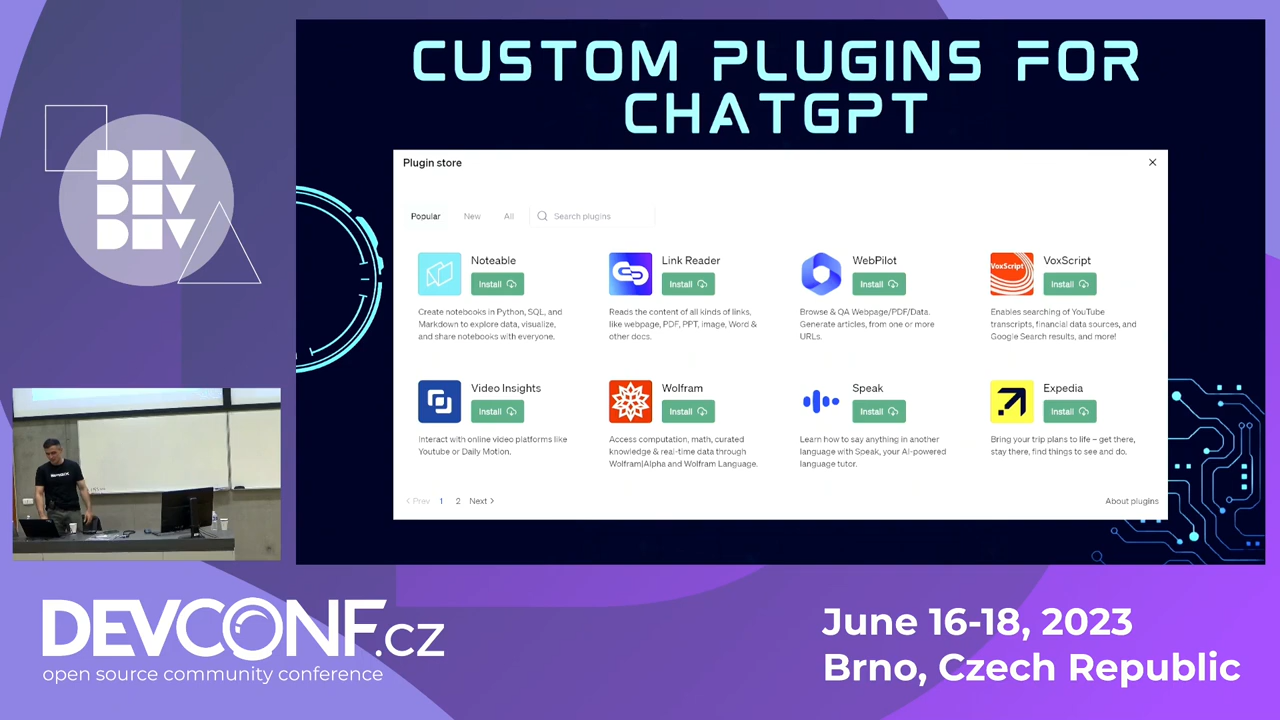 CUSTOM PLUGINS FOR
CHATGPT
Plugin store
Popular New All Search plugins
Noteable
Install
Create notebooks in Python, SQL, and
Markdown to explore data, visualize,
and share notebooks with everyone.
Link Reader
Install
Reads the content of all kinds of links,
like webpage, PDF, PPT, image, Word &
other docs.
WebPilot
Install
Browse & QA Webpage/PDF/Data.
Generate articles, from one or more
URLs.
VoxScript
VoxScript
Install
Enables searching of YouTube
transcripts, financial data sources, and
Google Search results, and more!
Video Insights
Install
Interact with online video platforms like
Youtube or Daily Motion.
Wolfram
Install
Access computation, math, curated
knowledge & real-time data through
Wolfram|Alpha and Wolfram Language.
Speak
Install
Learn how to say anything in another
language with Speak, your AI-powered
language tutor.
Expedia
Install
Bring your trip plans to life – get there,
stay there, find things to see and do.
Prev 1 2 Next
About plugins
DEV
DEV
DEV
DEVCONF.cz
open source community conference
June 16-18, 2023
Brno, Czech Republic